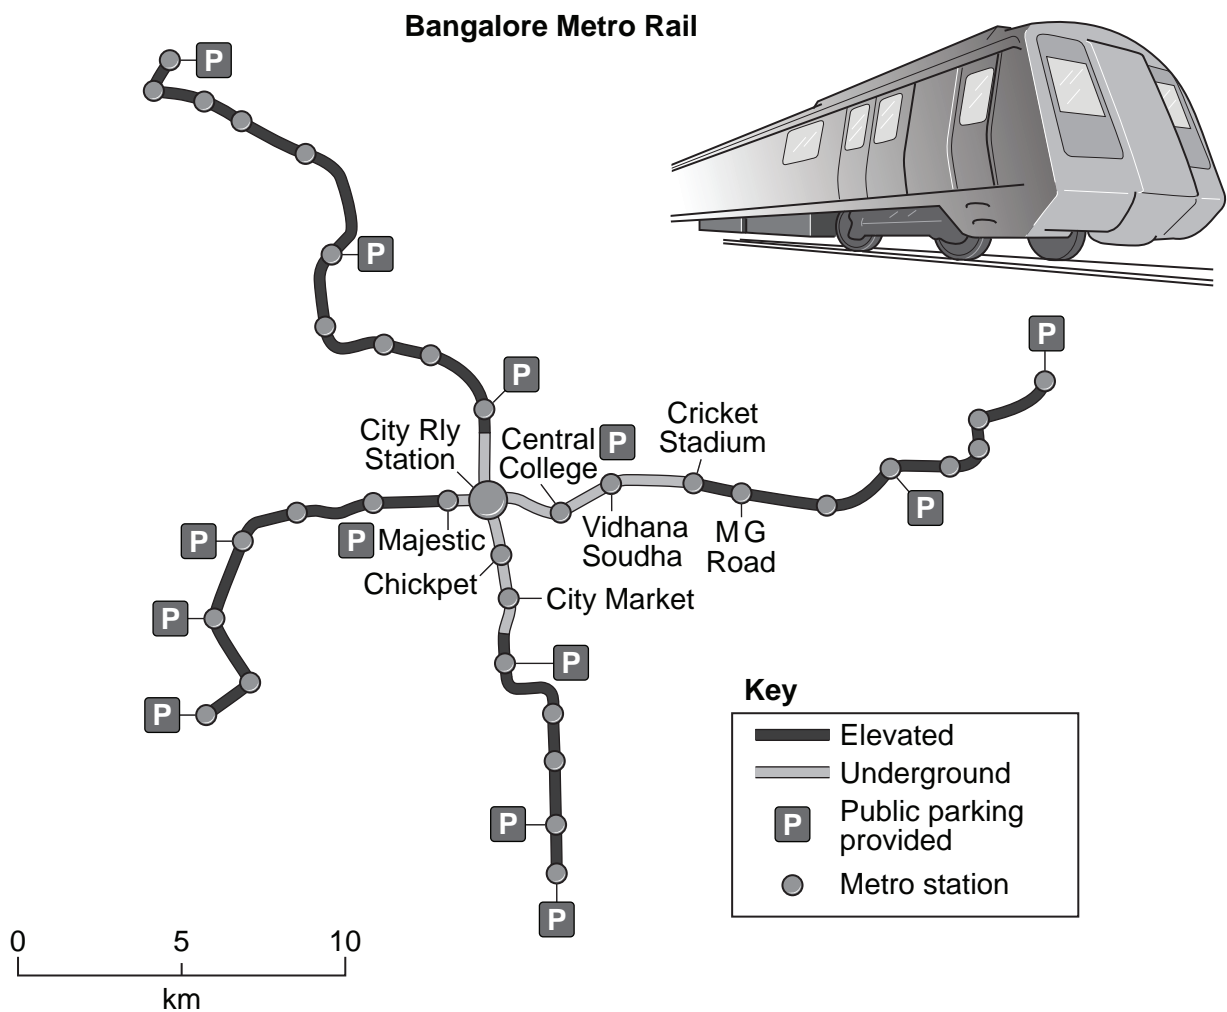 Bangalore Metro Rail
P
P
P
P
City Rly
Station
Central
College
P
Cricket
Stadium
P
P
P
Majestic
Vidhana
Soudha
M G
Road
Chickpet
City Market
P
P
P
P
P
Key
Elevated
Underground
P
Public parking
provided
Metro station
0 5 10
km